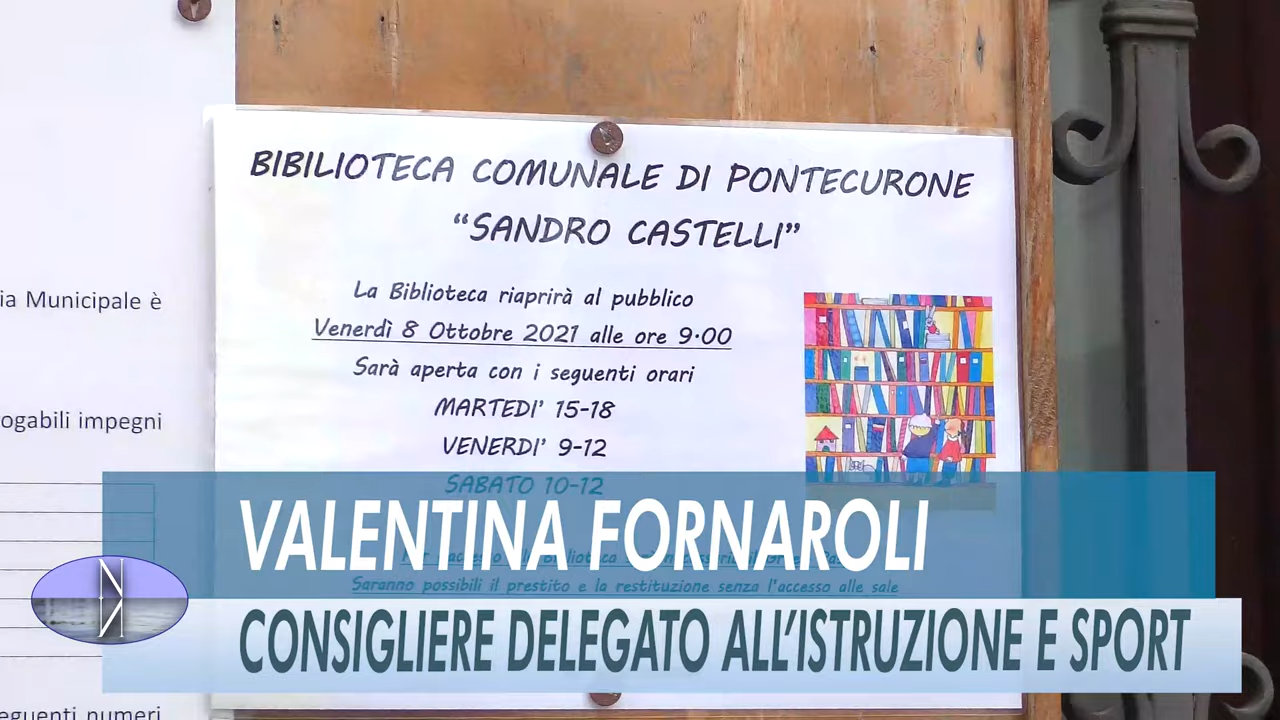 BIBILIOTECA COMUNALE DI PONTECURONE
“SANDRO CASTELLI”
La Biblioteca riaprirà al pubblico
Venerdì 8 Ottobre 2021 alle ore 9.00
Sarà aperta con i seguenti orari
MARTEDI' 15-18
VENERDI' 9-12
SABATO 10-12
Saranno possibili il prestito e la restituzione senza l'accesso alle sale
ia Municipale è
ogabili impegni
eguenti numeri
VALENTINA FORNAROLI
CONSIGLIERE DELEGATO ALL'ISTRUZIONE E SPORT